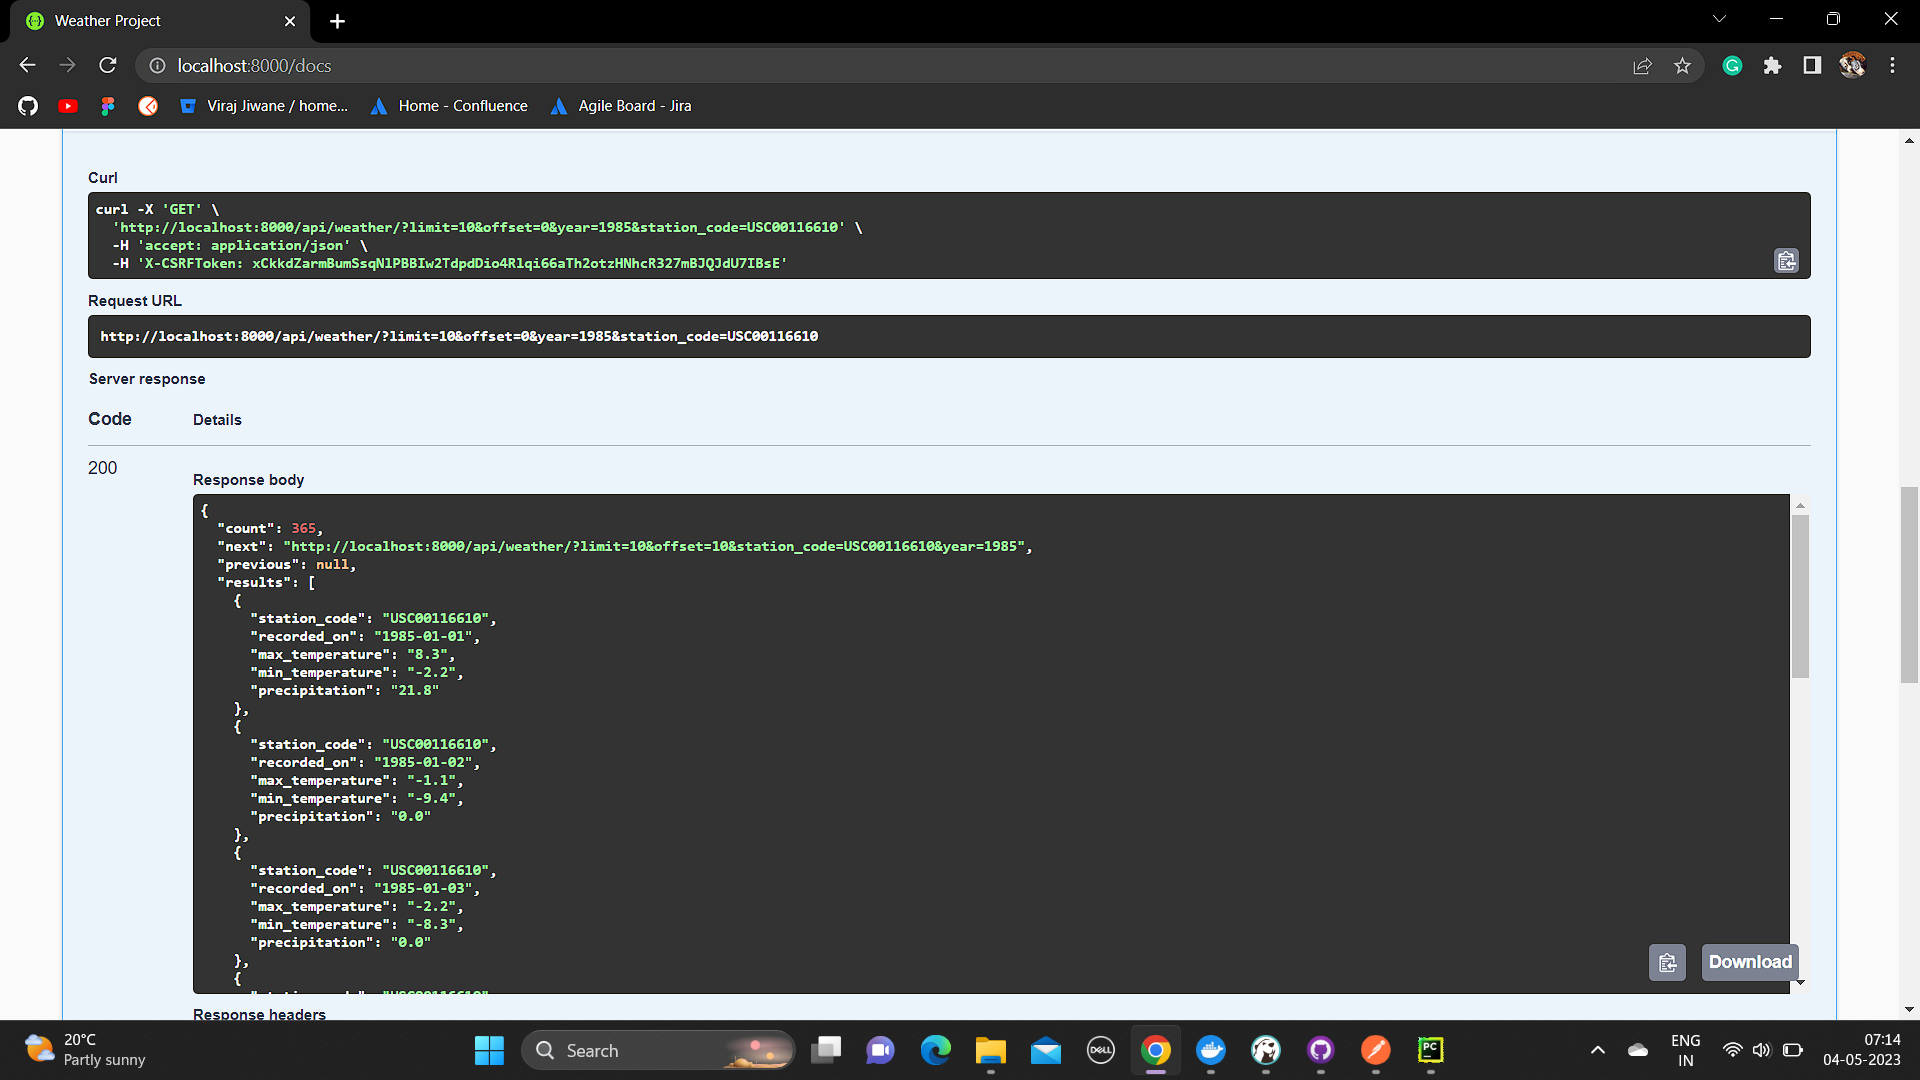 Weather Project
localhost:8000/docs
Viraj Jiwane / home...
Home - Confluence
Agile Board - Jira
Curl
curl -X 'GET' \
'http://localhost:8000/api/weather/?limit=10&offset=0&year=1985&station_code=USC00116610' \
-H 'accept: application/json' \
-H 'X-CSRFToken: xCkkdZarmBumSsqNlPBBIw2TdpdDio4Rlqi66aTh2otzHNhcR327mBJQJdU7IBsE'
Request URL
http://localhost:8000/api/weather/?limit=10&offset=0&year=1985&station_code=USC00116610
Server response
Code Details
200
Response body
{
"count": 365,
"next": "http://localhost:8000/api/weather/?limit=10&offset=10&station_code=USC00116610&year=1985",
"previous": null,
"results": [
{
"station_code": "USC00116610",
"recorded_on": "1985-01-01",
"max_temperature": "8.3",
"min_temperature": "-2.2",
"precipitation": "21.8"
},
{
"station_code": "USC00116610",
"recorded_on": "1985-01-02",
"max_temperature": "-1.1",
"min_temperature": "-9.4",
"precipitation": "0.0"
},
{
"station_code": "USC00116610",
"recorded_on": "1985-01-03",
"max_temperature": "-2.2",
"min_temperature": "-8.3",
"precipitation": "0.0"
},
{
Download
Response headers
20°C
Partly sunny
Search
DELL
PC
ENG
IN
07:14
04-05-2023